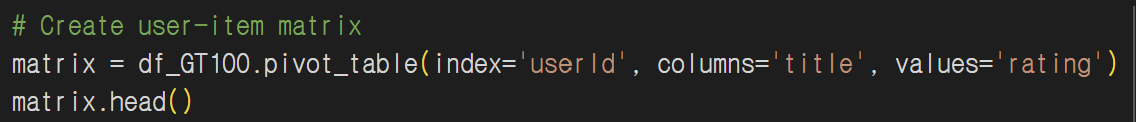 # Create user-item matrix
matrix = df_GT100.pivot_table(index='userId', columns='title', values='rating')
matrix.head()